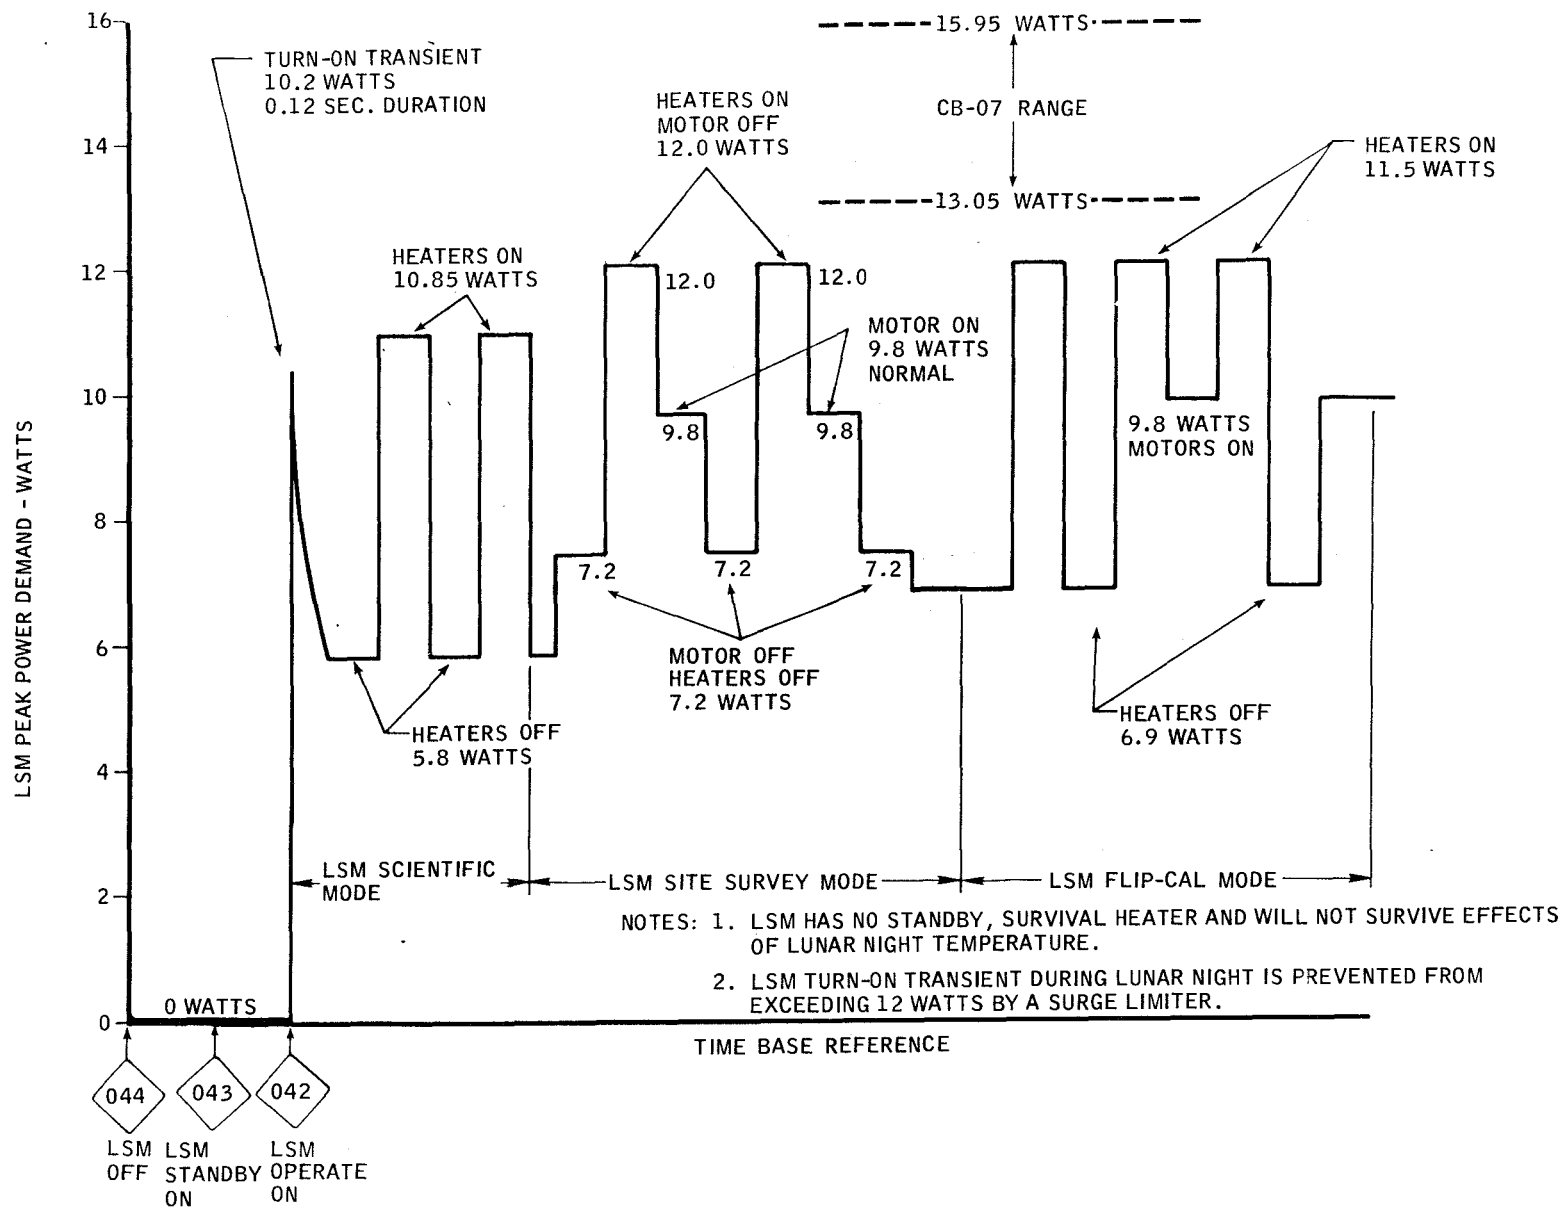 16
15.95 WATTS
TURN-ON TRANSIENT
10.2 WATTS
0.12 SEC. DURATION
HEATERS ON
MOTOR OFF
12.0 WATTS
CB-07 RANGE
14
HEATERS ON
11.5 WATTS
13.05 WATTS
HEATERS ON
10.85 WATTS
12
12.0
12.0
MOTOR ON
9.8 WATTS
NORMAL
10
9.8
9.8
9.8 WATTS
MOTORS ON
LSM PEAK POWER DEMAND - WATTS
8
7.2
7.2
7.2
6
MOTOR OFF
HEATERS OFF
7.2 WATTS
HEATERS OFF
5.8 WATTS
HEATERS OFF
6.9 WATTS
4
LSM SCIENTIFIC
MODE
LSM SITE SURVEY MODE
LSM FLIP-CAL MODE
2
NOTES: 1. LSM HAS NO STANDBY, SURVIVAL HEATER AND WILL NOT SURVIVE EFFECTS
OF LUNAR NIGHT TEMPERATURE.
2. LSM TURN-ON TRANSIENT DURING LUNAR NIGHT IS PREVENTED FROM
EXCEEDING 12 WATTS BY A SURGE LIMITER.
0 WATTS
0
TIME BASE REFERENCE
044
043
042
LSM
OFF
LSM
STANDBY
ON
LSM
OPERATE
ON